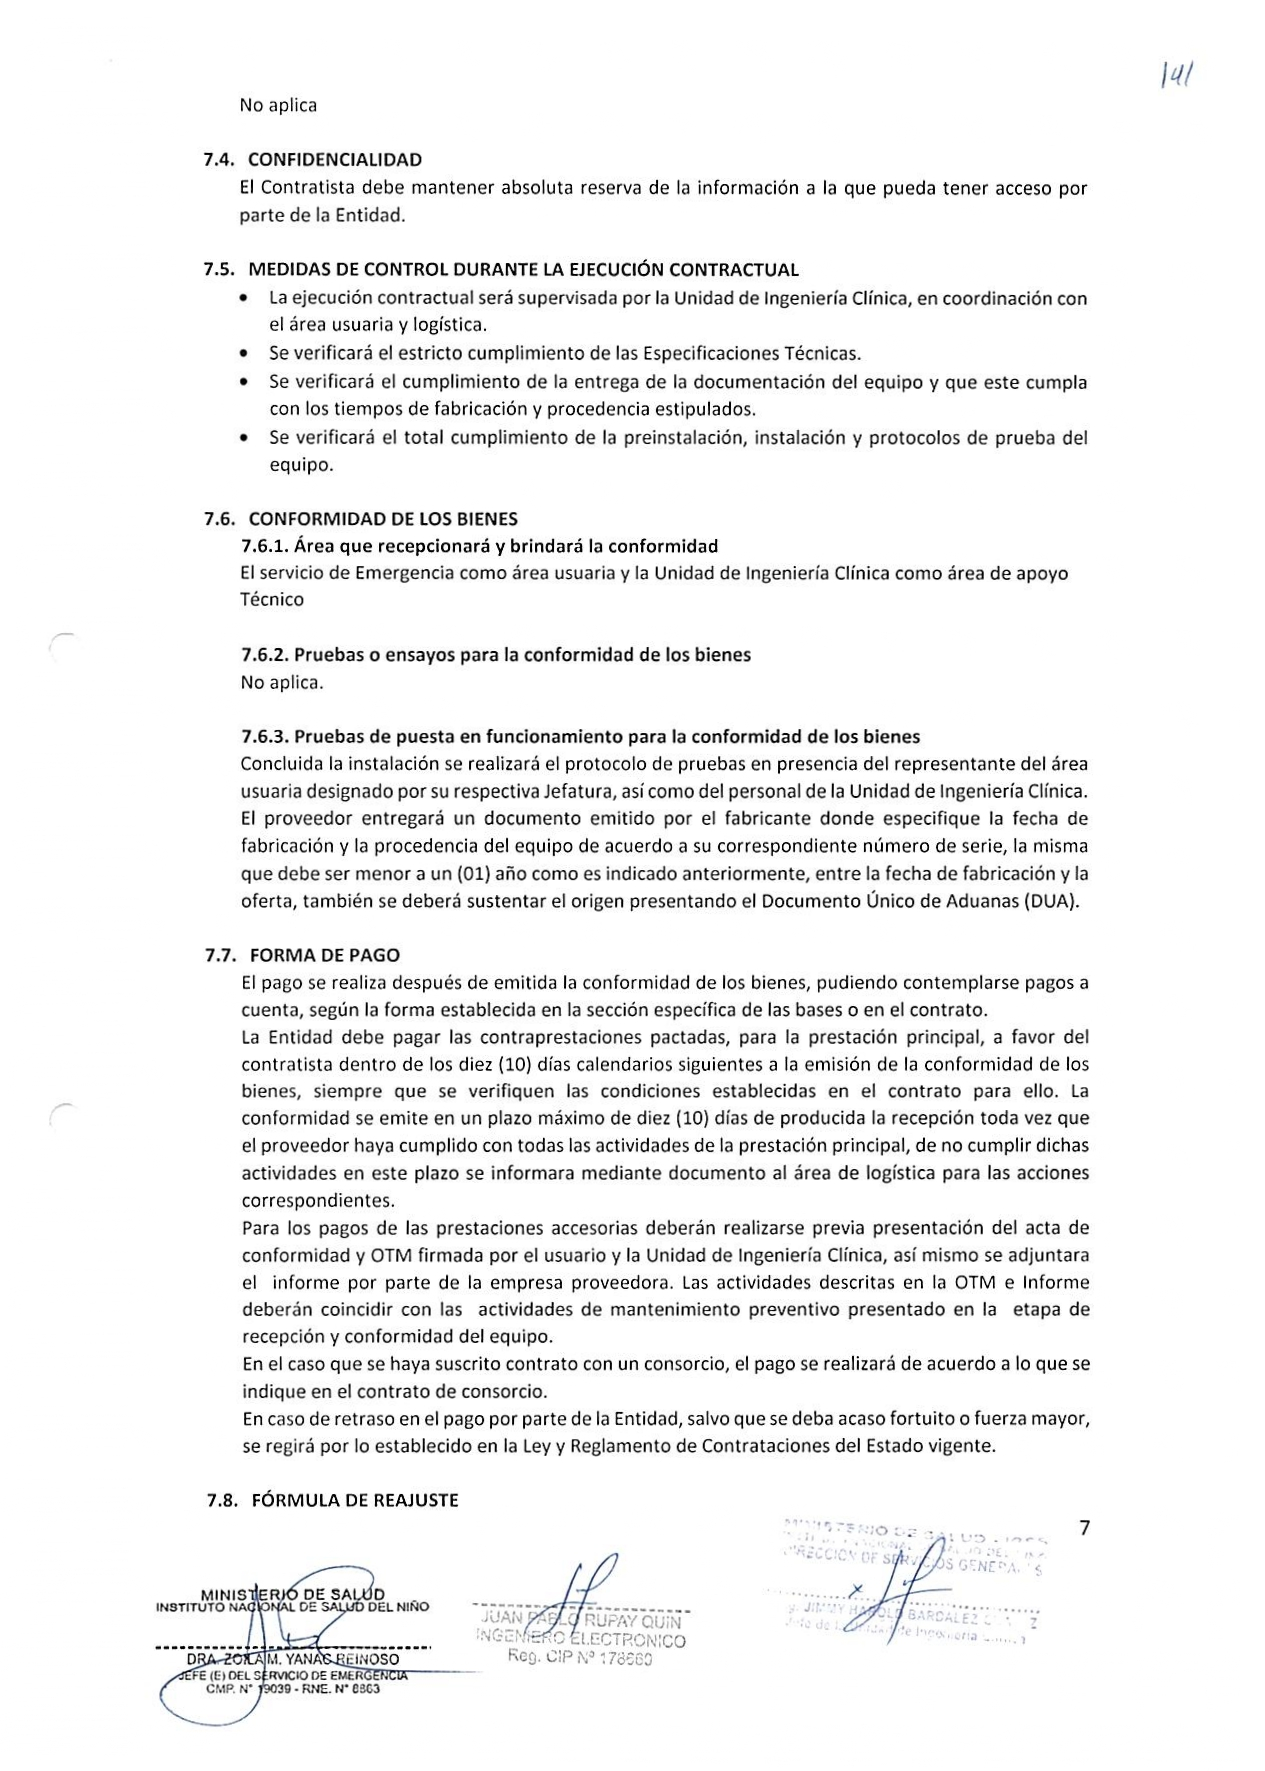 141
No aplica
7.4. CONFIDENCIALIDAD
El Contratista debe mantener absoluta reserva de la información a la que pueda tener acceso por
parte de la Entidad.
7.5. MEDIDAS DE CONTROL DURANTE LA EJECUCIÓN CONTRACTUAL
• La ejecución contractual será supervisada por la Unidad de Ingeniería Clínica, en coordinación con
el área usuaria y logística.
• Se verificará el estricto cumplimiento de las Especificaciones Técnicas.
• Se verificará el cumplimiento de la entrega de la documentación del equipo y que este cumpla
con los tiempos de fabricación y procedencia estipulados.
• Se verificará el total cumplimiento de la preinstalación, instalación y protocolos de prueba del
equipo.
7.6. CONFORMIDAD DE LOS BIENES
7.6.1. Área que recepcionará y brindará la conformidad
El servicio de Emergencia como área usuaria y la Unidad de Ingeniería Clínica como área de apoyo
Técnico
7.6.2. Pruebas o ensayos para la conformidad de los bienes
No aplica.
7.6.3. Pruebas de puesta en funcionamiento para la conformidad de los bienes
Concluida la instalación se realizará el protocolo de pruebas en presencia del representante del área
usuaria designado por su respectiva Jefatura, así como del personal de la Unidad de Ingeniería Clínica.
El proveedor entregará un documento emitido por el fabricante donde especifique la fecha de
fabricación y la procedencia del equipo de acuerdo a su correspondiente número de serie, la misma
que debe ser menor a un (01) año como es indicado anteriormente, entre la fecha de fabricación y la
oferta, también se deberá sustentar el origen presentando el Documento Único de Aduanas (DUA).
7.7. FORMA DE PAGO
El pago se realiza después de emitida la conformidad de los bienes, pudiendo contemplarse pagos a
cuenta, según la forma establecida en la sección específica de las bases o en el contrato.
La Entidad debe pagar las contraprestaciones pactadas, para la prestación principal, a favor del
contratista dentro de los diez (10) días calendarios siguientes a la emisión de la conformidad de los
bienes, siempre que se verifiquen las condiciones establecidas en el contrato para ello. La
conformidad se emite en un plazo máximo de diez (10) días de producida la recepción toda vez que
el proveedor haya cumplido con todas las actividades de la prestación principal, de no cumplir dichas
actividades en este plazo se informara mediante documento al área de logística para las acciones
correspondientes.
Para los pagos de las prestaciones accesorias deberán realizarse previa presentación del acta de
conformidad y OTM firmada por el usuario y la Unidad de Ingeniería Clínica, así mismo se adjuntara
el informe por parte de la empresa proveedora. Las actividades descritas en la OTM e Informe
deberán coincidir con las actividades de mantenimiento preventivo presentado en la etapa de
recepción y conformidad del equipo.
En el caso que se haya suscrito contrato con un consorcio, el pago se realizará de acuerdo a lo que se
indique en el contrato de consorcio.
En caso de retraso en el pago por parte de la Entidad, salvo que se deba acaso fortuito o fuerza mayor,
se regirá por lo establecido en la Ley y Reglamento de Contrataciones del Estado vigente.
7.8. FÓRMULA DE REAJUSTE
7
MINISTERIO DE SALUD
INSTITUTO NACIONAL DE SALUD DEL NIÑO
DRA. ZOILA M. YANAC REINOSO
JEFE (E) DEL SERVICIO DE EMERGENCIA
CMP. N° 19039 - RNE. N° 8863
JUAN PABLO RUPAY QUIN
INGENIERO ELECTRONICO
Reg. CIP Nº
MINISTERIO DE SALUD
DIRECCION DE SERVICIOS GENERALES
JIMMY HAROLD BARDALEZ
de Ingeniería